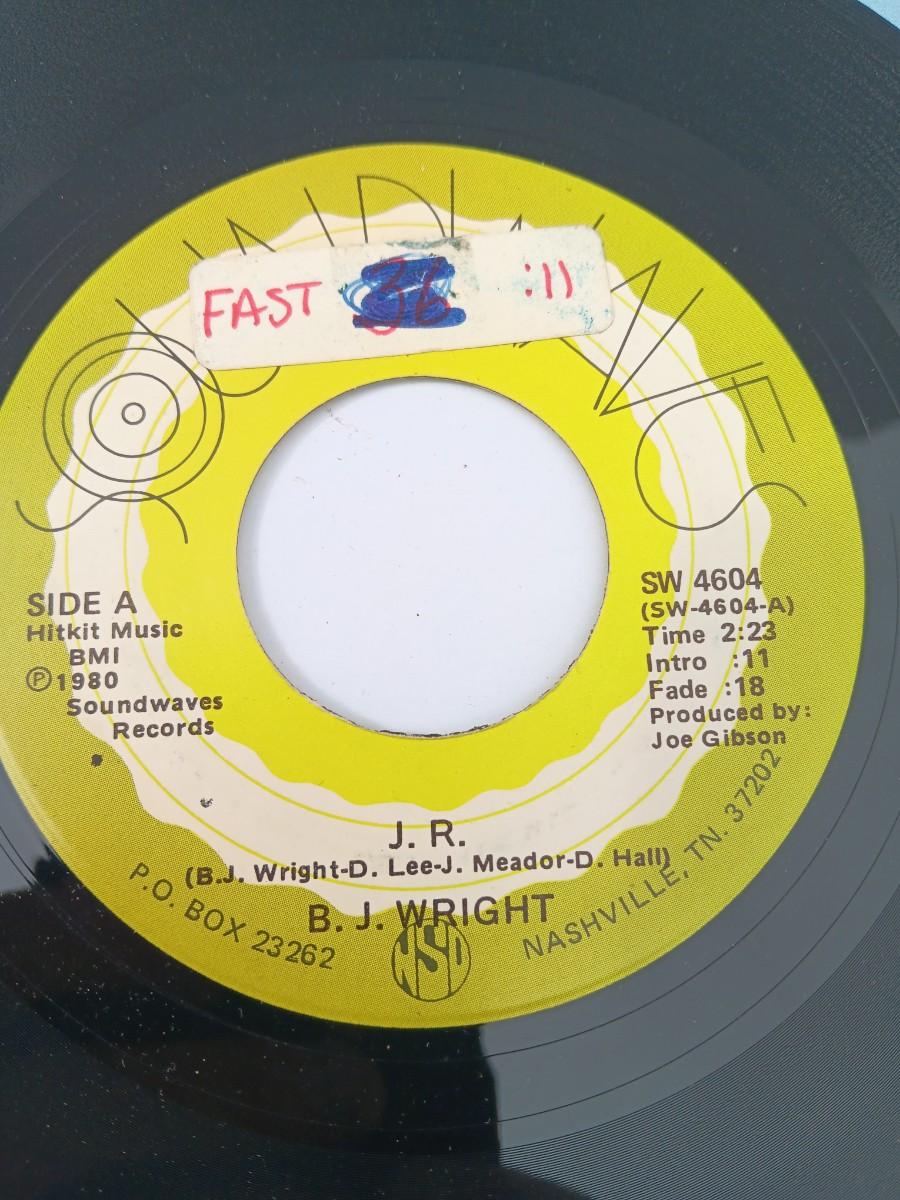 SOUNDWAVES
FAST 36 :11
SIDE A
Hitkit Music
BMI
℗1980
Soundwaves
Records
SW 4604
(SW-4604-A)
Time 2:23
Intro :11
Fade :18
Produced by:
Joe Gibson
J. R.
(B.J. Wright-D. Lee-J. Meador-D. Hall)
B. J. WRIGHT
P.O. BOX 23262
NSD
NASHVILLE, TN. 37202